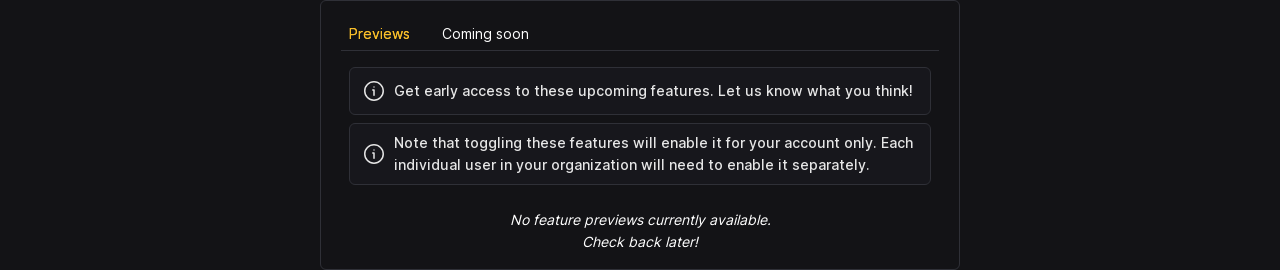 Previews
Coming soon
Get early access to these upcoming features. Let us know what you think!
Note that toggling these features will enable it for your account only. Each
individual user in your organization will need to enable it separately.
No feature previews currently available.
Check back later!